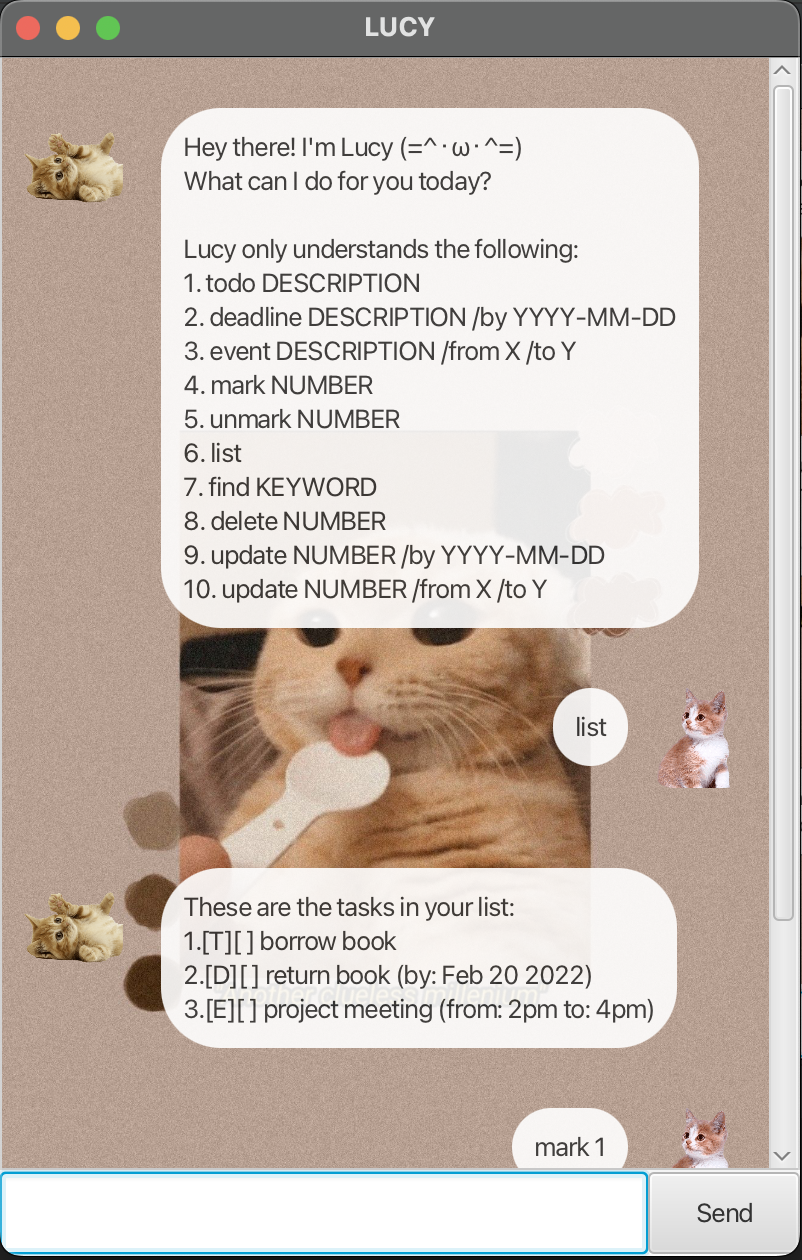 LUCY
Hey there! I'm Lucy (=^･ω･^=)
What can I do for you today?
Lucy only understands the following:
1. todo DESCRIPTION
2. deadline DESCRIPTION /by YYYY-MM-DD
3. event DESCRIPTION /from X /to Y
4. mark NUMBER
5. unmark NUMBER
6. list
7. find KEYWORD
8. delete NUMBER
9. update NUMBER /by YYYY-MM-DD
10. update NUMBER /from X /to Y
list
These are the tasks in your list:
1.[T][ ] borrow book
2.[D][ ] return book (by: Feb 20 2022)
"Another clueless millenium"
3.[E][ ] project meeting (from: 2pm to: 4pm)
mark 1
Send